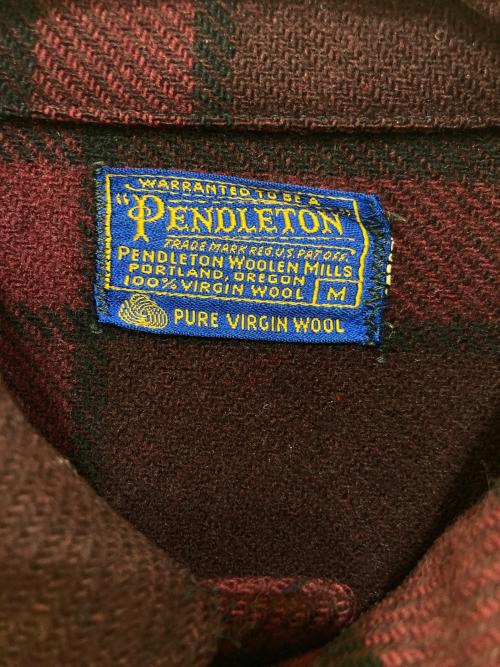 WARRANTED TO BE A
"PENDLETON"
TRADE MARK REG. U.S. PAT. OFF.
PENDLETON WOOLEN MILLS
PORTLAND, OREGON
100% VIRGIN WOOL M
PURE VIRGIN WOOL